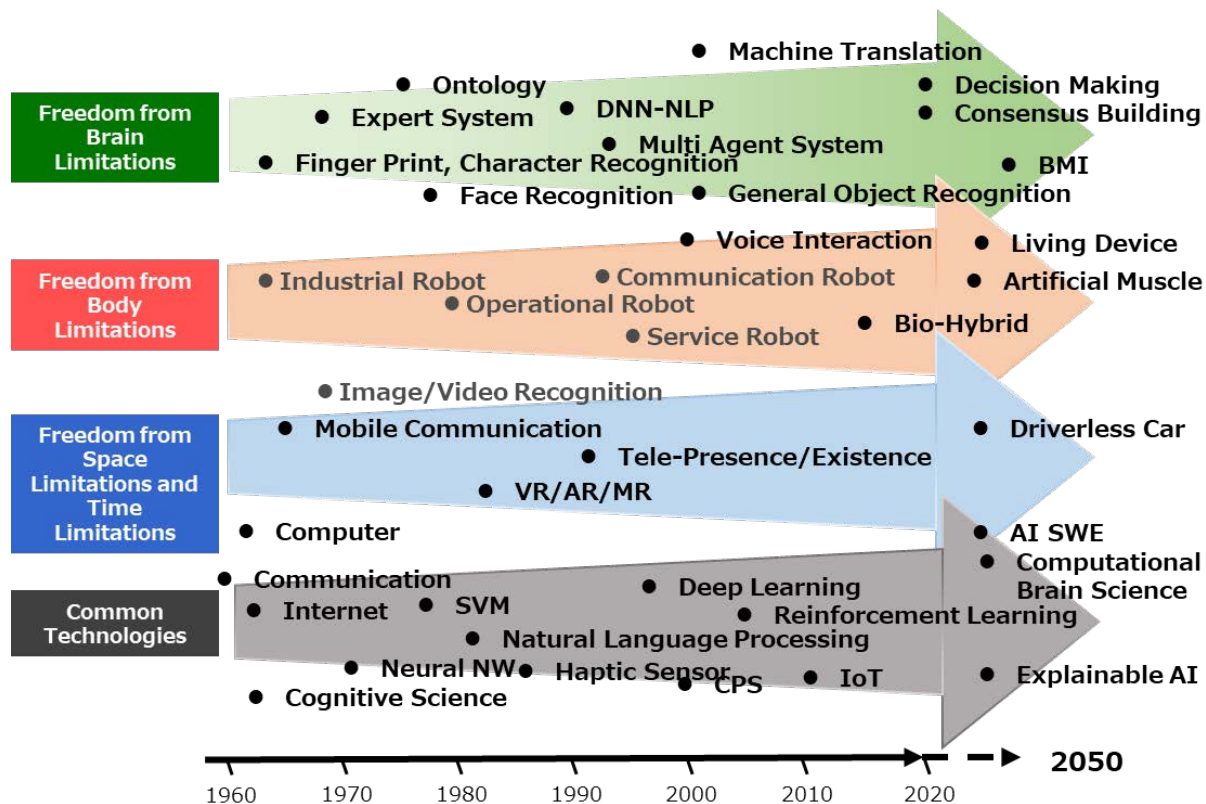 Machine Translation
Ontology
Decision Making
Freedom from
Brain
Limitations
Expert System
DNN-NLP
Consensus Building
Multi Agent System
Finger Print, Character Recognition
BMI
Face Recognition
General Object Recognition
Voice Interaction
Living Device
Freedom from
Body
Limitations
Industrial Robot
Communication Robot
Artificial Muscle
Operational Robot
Bio-Hybrid
Service Robot
Image/Video Recognition
Freedom from
Space
Limitations and
Time
Limitations
Mobile Communication
Driverless Car
Tele-Presence/Existence
VR/AR/MR
Computer
AI SWE
Computational
Brain Science
Communication
Common
Technologies
Internet
SVM
Deep Learning
Reinforcement Learning
Natural Language Processing
Neural NW
Haptic Sensor
CPS
IoT
Explainable AI
Cognitive Science
2050
1960
1970
1980
1990
2000
2010
2020